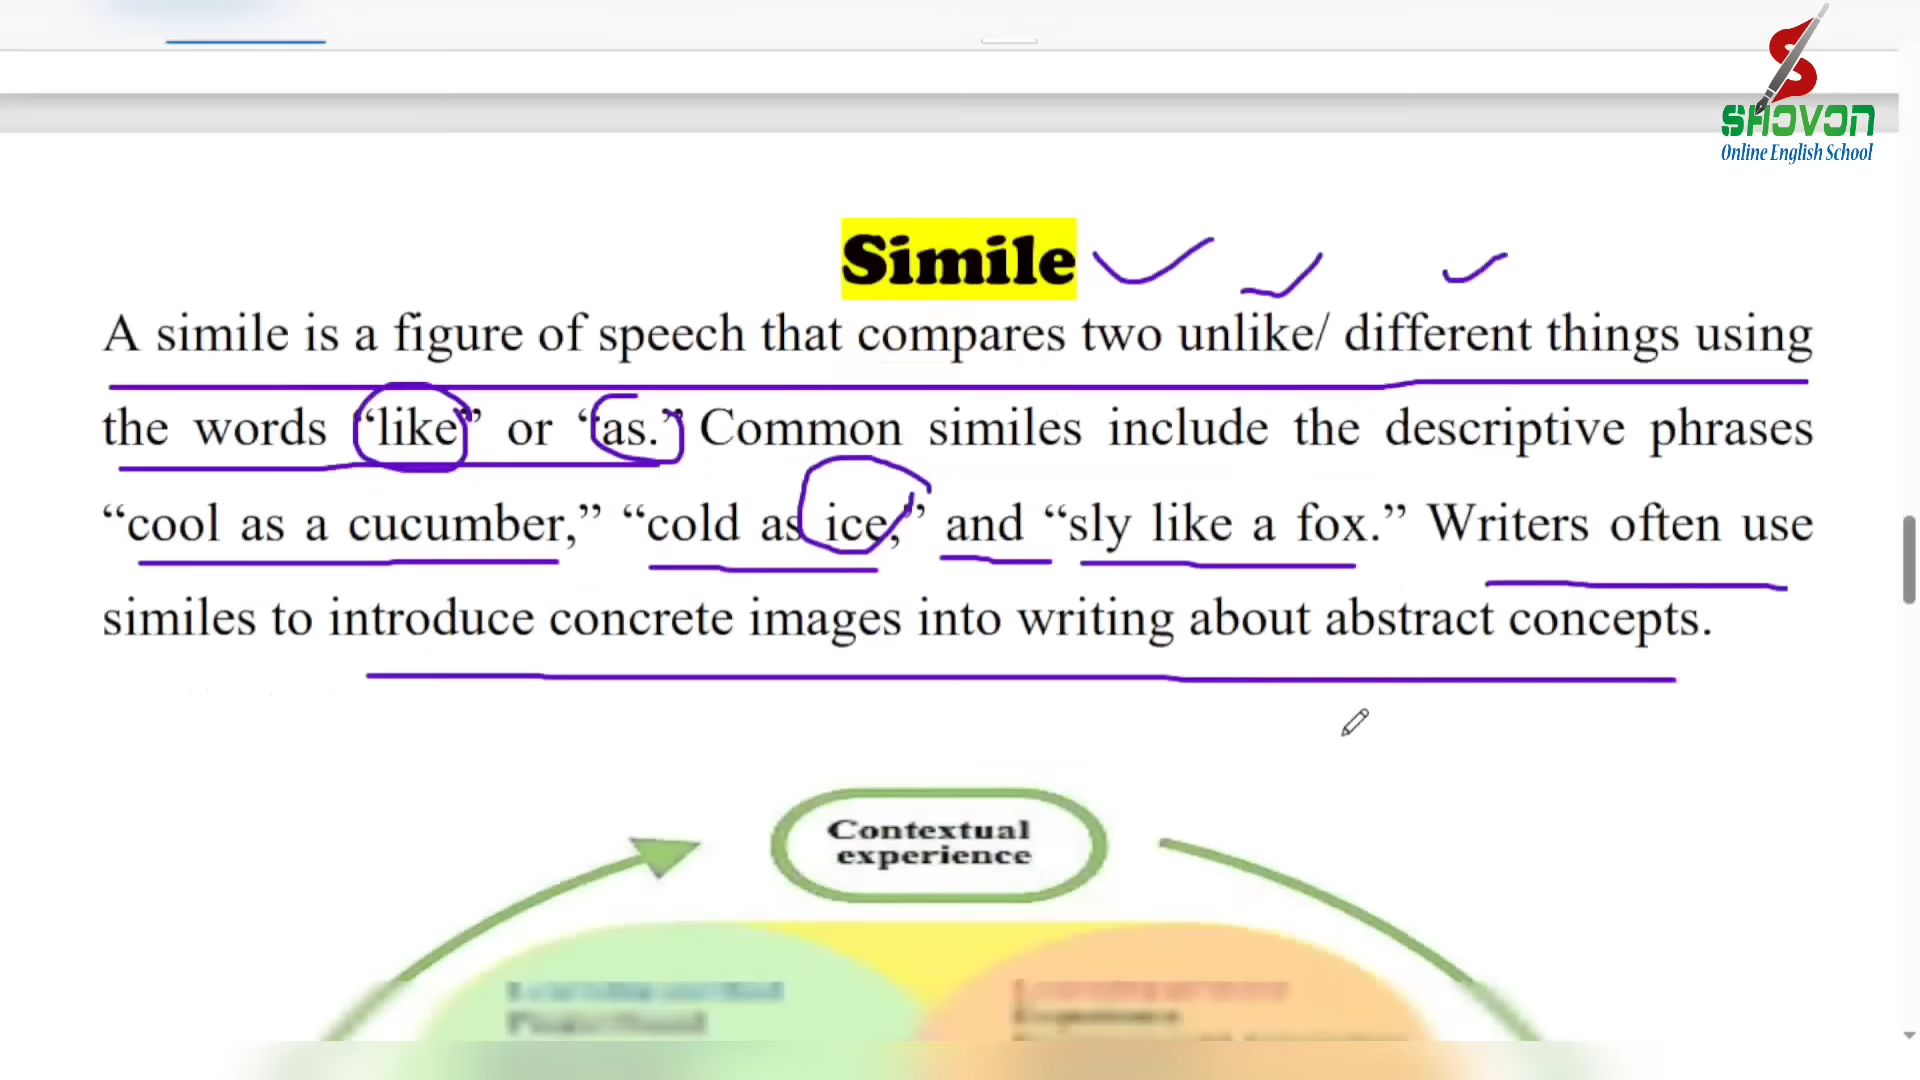 SHOVON
Online English School
Simile
A simile is a figure of speech that compares two unlike/ different things using
the words “like” or “as.” Common similes include the descriptive phrases
“cool as a cucumber,” “cold as ice,” and “sly like a fox.” Writers often use
similes to introduce concrete images into writing about abstract concepts.
Contextual
experience